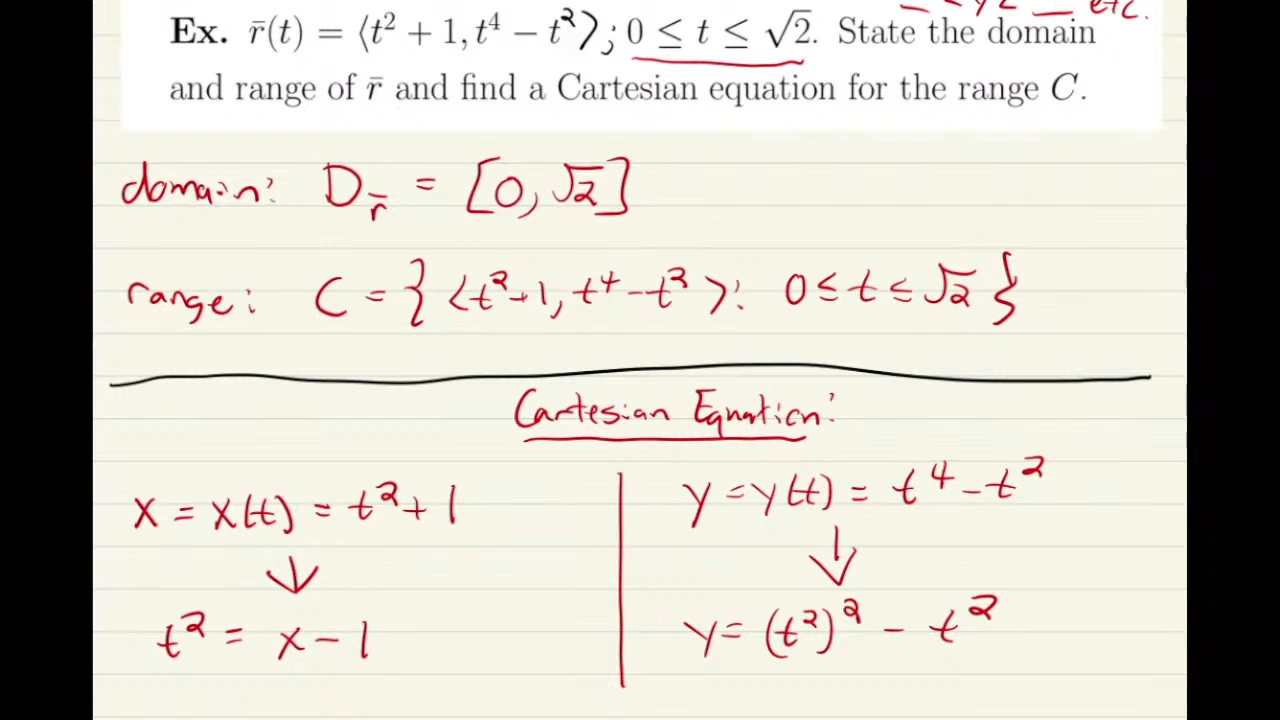 etc.
Ex. r̄(t) = ⟨t² + 1, t⁴ − t²⟩; 0 ≤ t ≤ √2. State the domain
and range of r̄ and find a Cartesian equation for the range C.
domain: D_r̄ = [0, √2]
range: C = { ⟨t²+1, t⁴−t²⟩: 0 ≤ t ≤ √2 }
Cartesian Equation:
x = x(t) = t² + 1
↓
t² = x − 1
y = y(t) = t⁴ − t²
↓
y = (t²)² − t²